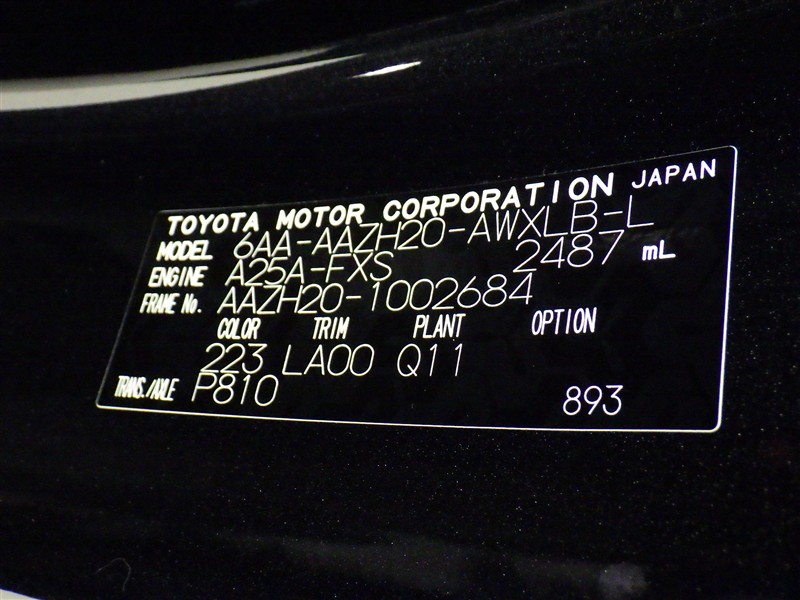 TOYOTA MOTOR CORPORATION JAPAN
MODEL 6AA-AAZH20-AWXLB-L
ENGINE A25A-FXS 2487 mL
FRAME No. AAZH20-1002684
COLOR TRIM PLANT OPTION
223 LA00 Q11
TRANS./AXLE P810 893